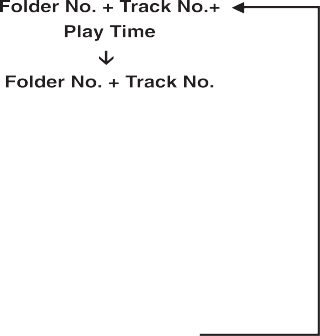 Folder No. + Track No.+
Play Time
Folder No. + Track No.